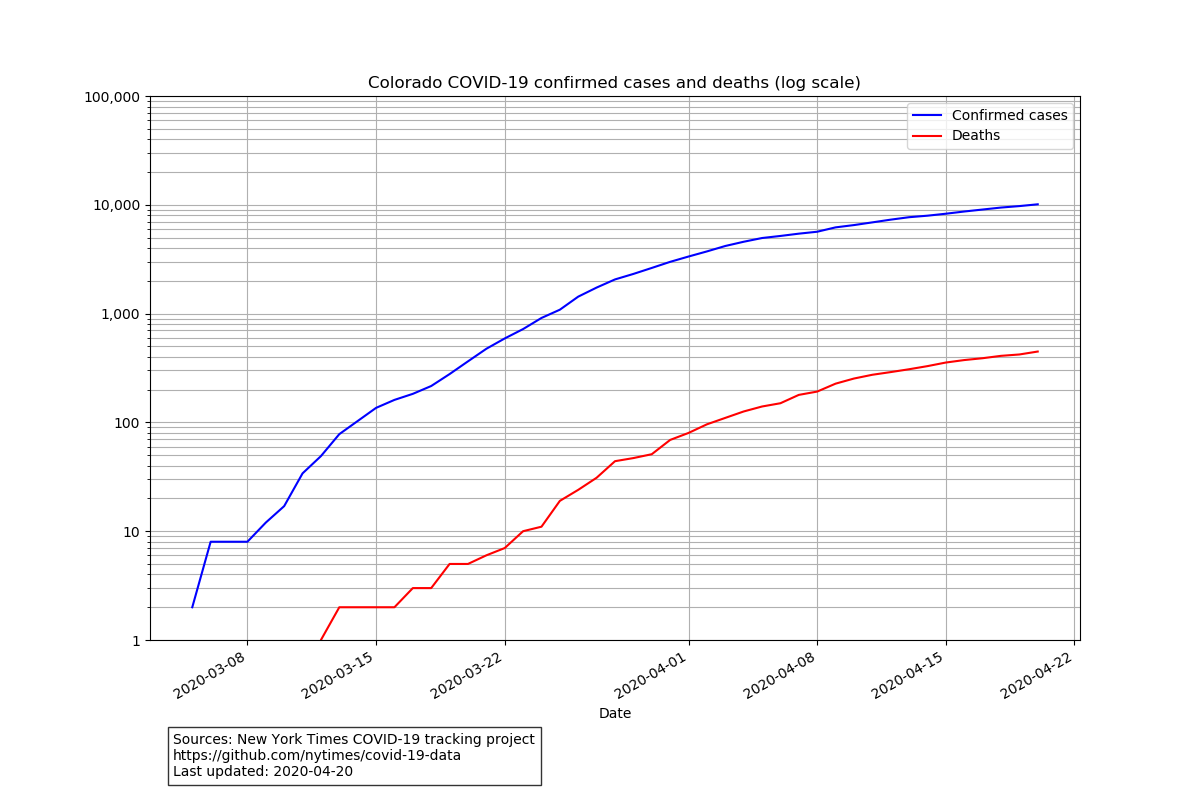 Colorado COVID-19 confirmed cases and deaths (log scale)
100,000
10,000
1,000
100
10
1
Confirmed cases
Deaths
2020-03-08
2020-03-15
2020-03-22
2020-04-01
2020-04-08
2020-04-15
2020-04-22
Date
Sources: New York Times COVID-19 tracking project
https://github.com/nytimes/covid-19-data
Last updated: 2020-04-20